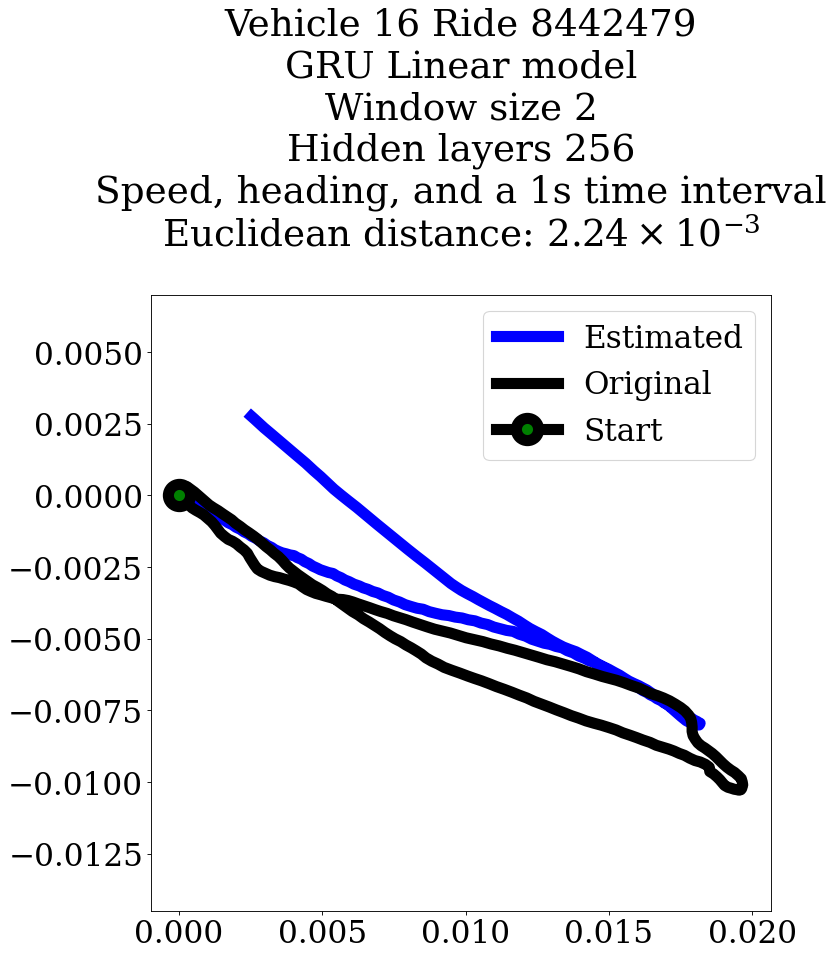 Vehicle 16 Ride 8442479
GRU Linear model
Window size 2
Hidden layers 256
Speed, heading, and a 1s time interval
Euclidean distance: 2.24 × 10⁻³
Estimated
Original
Start
0.0050
0.0025
0.0000
−0.0025
−0.0050
−0.0075
−0.0100
−0.0125
0.000 0.005 0.010 0.015 0.020